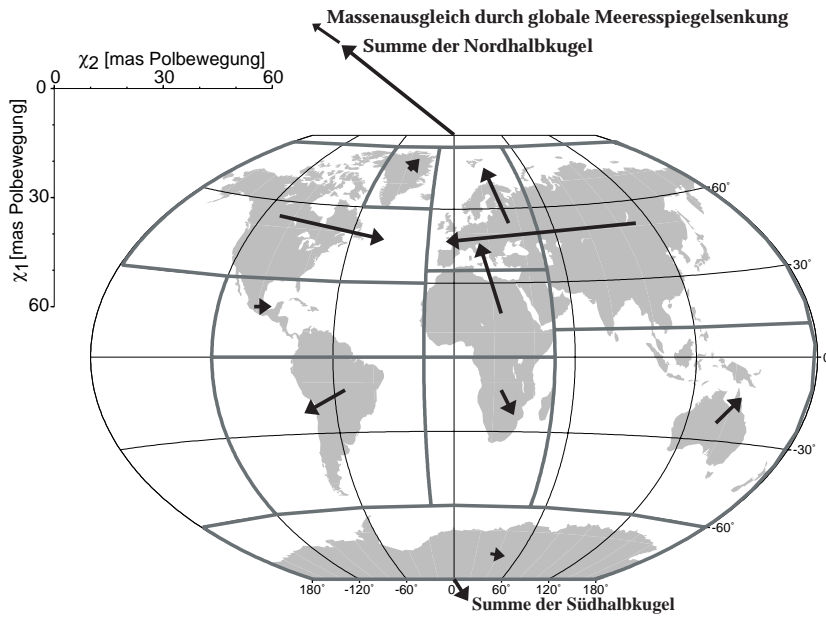 Massenausgleich durch globale Meeresspiegelsenkung
Summe der Nordhalbkugel
χ2 [mas Polbewegung]
0 30 60
χ1 [mas Polbewegung]
0
30
60
60°
30°
0
-30°
-60°
180° -120° -60° 0 60° 120° 180°
Summe der Südhalbkugel